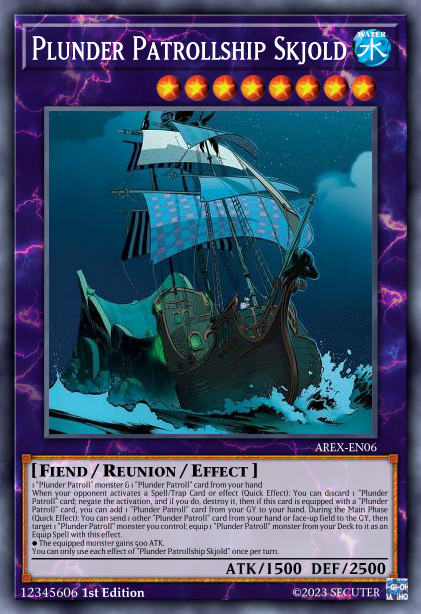 PLUNDER PATROLLSHIP SKJOLD
WATER
水
AREX-EN06
[FIEND / REUNION / EFFECT ]
1 "Plunder Patroll" monster & 1 "Plunder Patroll" card from your hand
When your opponent activates a Spell/Trap Card or effect (Quick Effect): You can discard 1 "Plunder
Patroll" card; negate the activation, and if you do, destroy it, then if this card is equipped with a "Plunder
Patroll" card, you can add 1 "Plunder Patroll" card from your GY to your hand. During the Main Phase
(Quick Effect): You can send 1 other "Plunder Patroll" card from your hand or face-up field to the GY, then
target 1 "Plunder Patroll" monster you control; equip 1 "Plunder Patroll" monster from your Deck to it as an
Equip Spell with this effect.
● The equipped monster gains 500 ATK.
You can only use each effect of "Plunder Patrollship Skjold" once per turn.
ATK/1500 DEF/2500
12345606 1st Edition
©2023 SECUTER